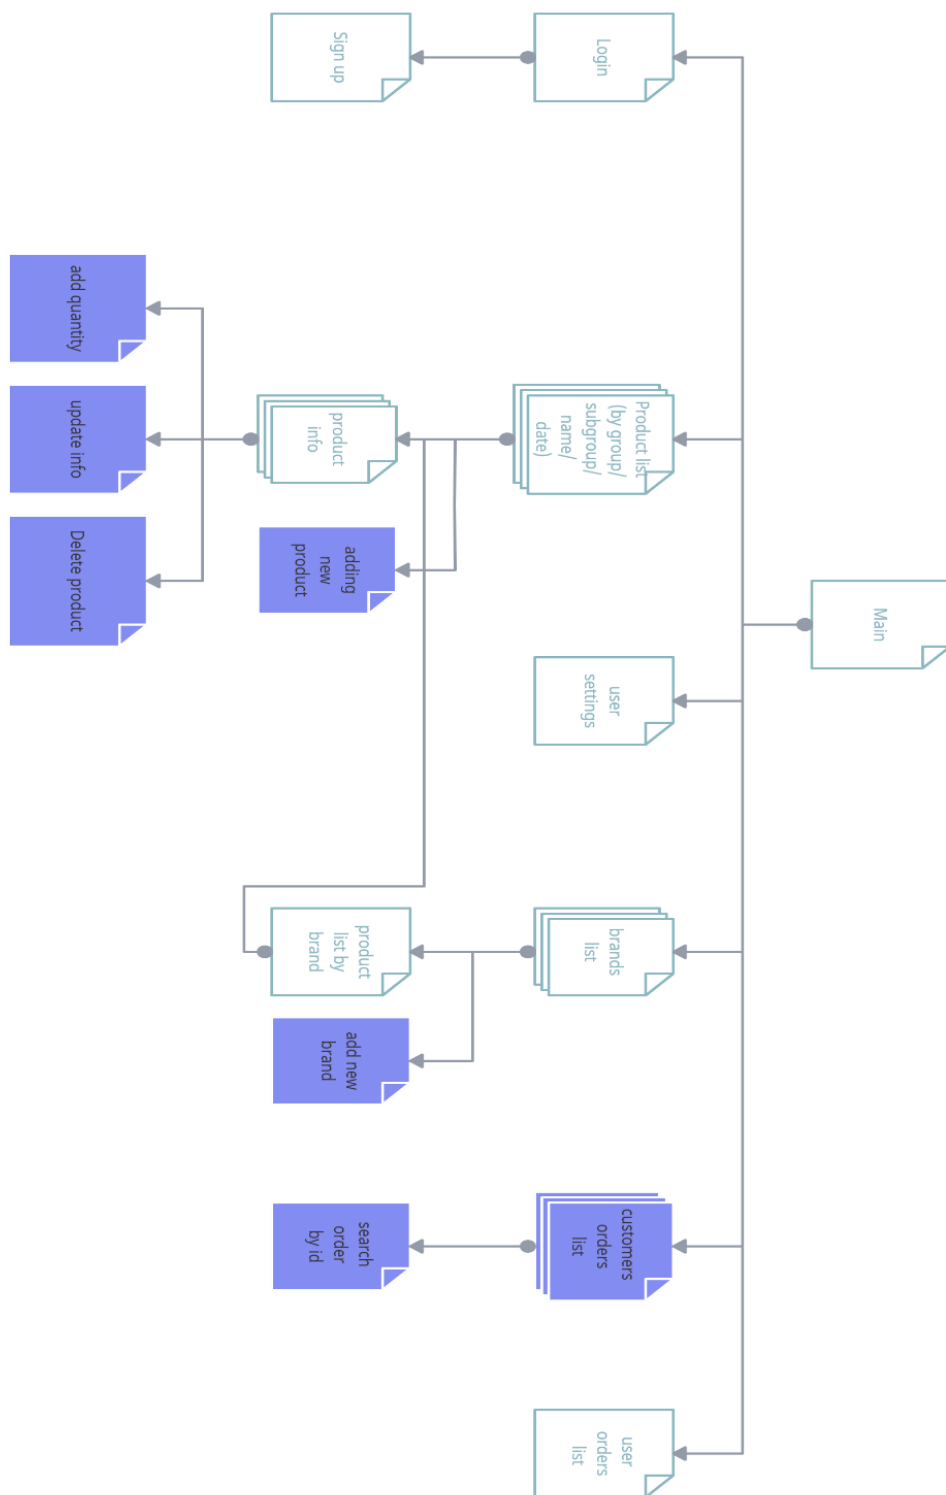 Main
Login
Product list
(by group/
subgroup/
name/
date)
user
settings
brands
list
customers
orders
list
user
orders
list
Sign up
product
info
adding
new
product
product
list by
brand
add new
brand
search
order
by id
add quantity
update info
Delete product